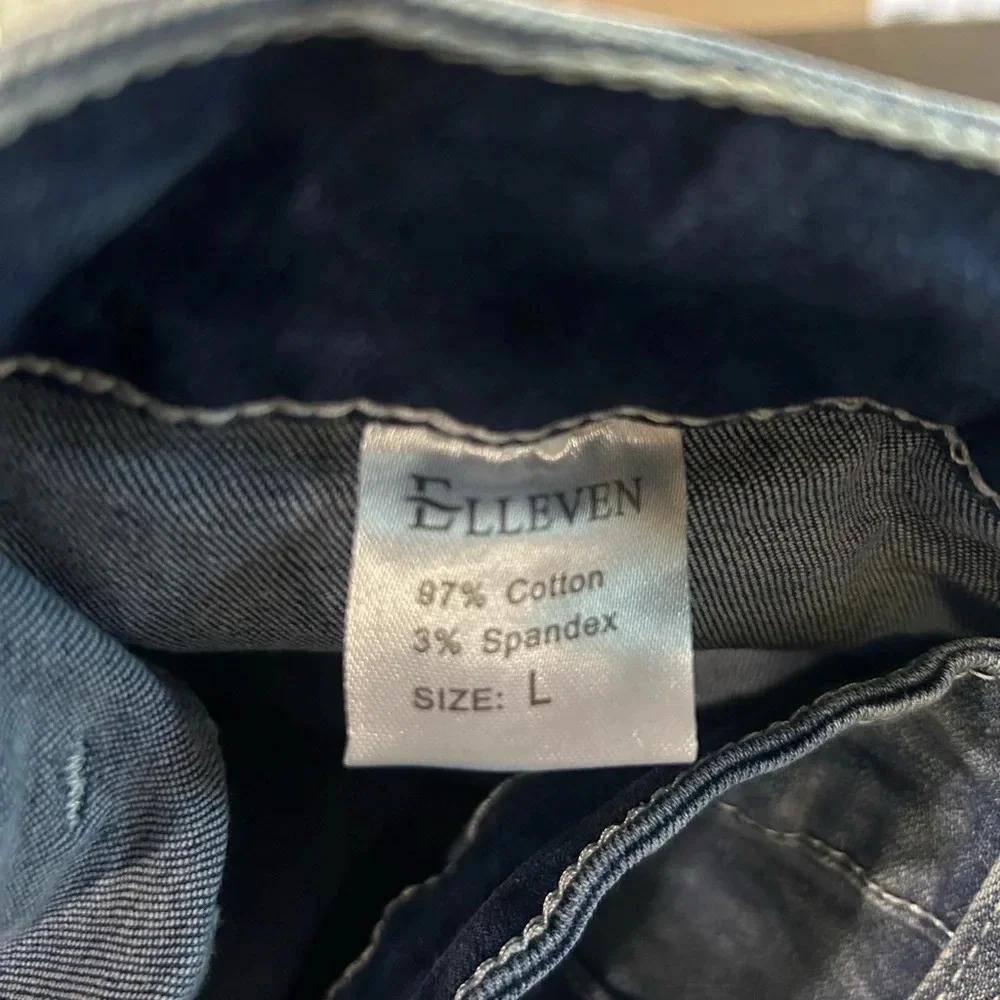 ELLEVEN
97% Cotton
3% Spandex
SIZE: L